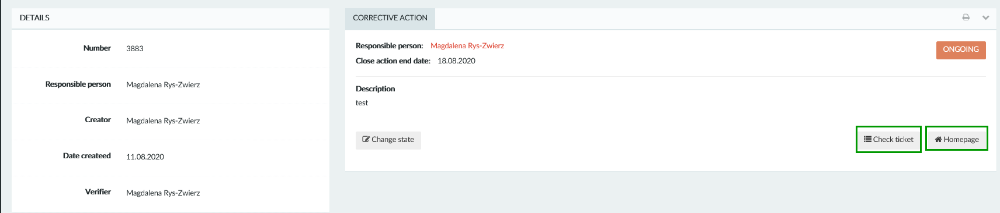 DETAILS
Number 3883
Responsible person Magdalena Rys-Zwierz
Creator Magdalena Rys-Zwierz
Date createed 11.08.2020
Verifier Magdalena Rys-Zwierz
CORRECTIVE ACTION
Responsible person: Magdalena Rys-Zwierz
ONGOING
Close action end date: 18.08.2020
Description
test
Change state
Check ticket
Homepage